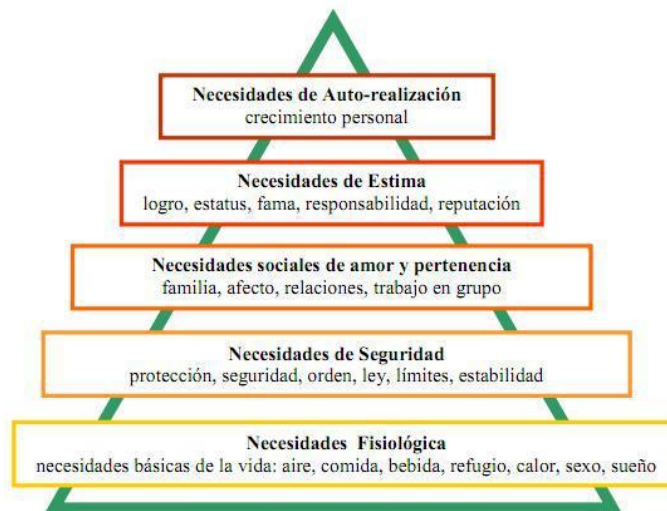 Necesidades de Auto-realización
crecimiento personal
Necesidades de Estima
logro, estatus, fama, responsabilidad, reputación
Necesidades sociales de amor y pertenencia
familia, afecto, relaciones, trabajo en grupo
Necesidades de Seguridad
protección, seguridad, orden, ley, límites, estabilidad
Necesidades Fisiológica
necesidades básicas de la vida: aire, comida, bebida, refugio, calor, sexo, sueño